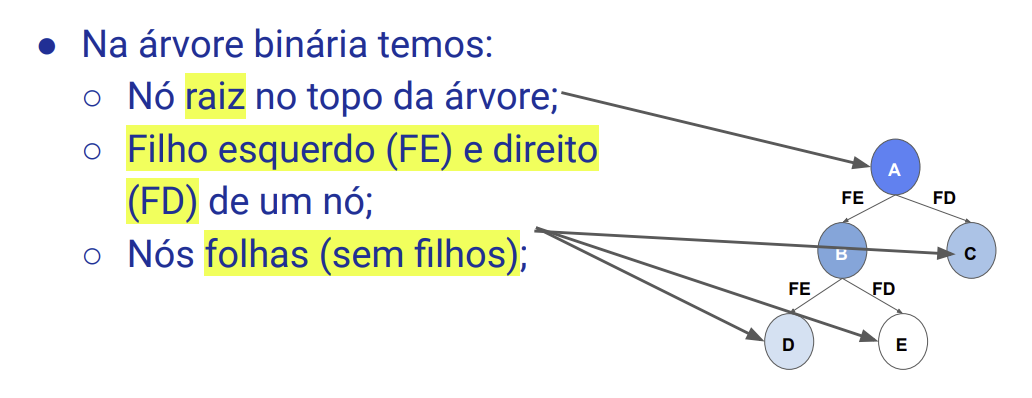 ● Na árvore binária temos:
○ Nó raiz no topo da árvore;
○ Filho esquerdo (FE) e direito
(FD) de um nó;
○ Nós folhas (sem filhos);
A
FE FD
B C
FE FD
D E